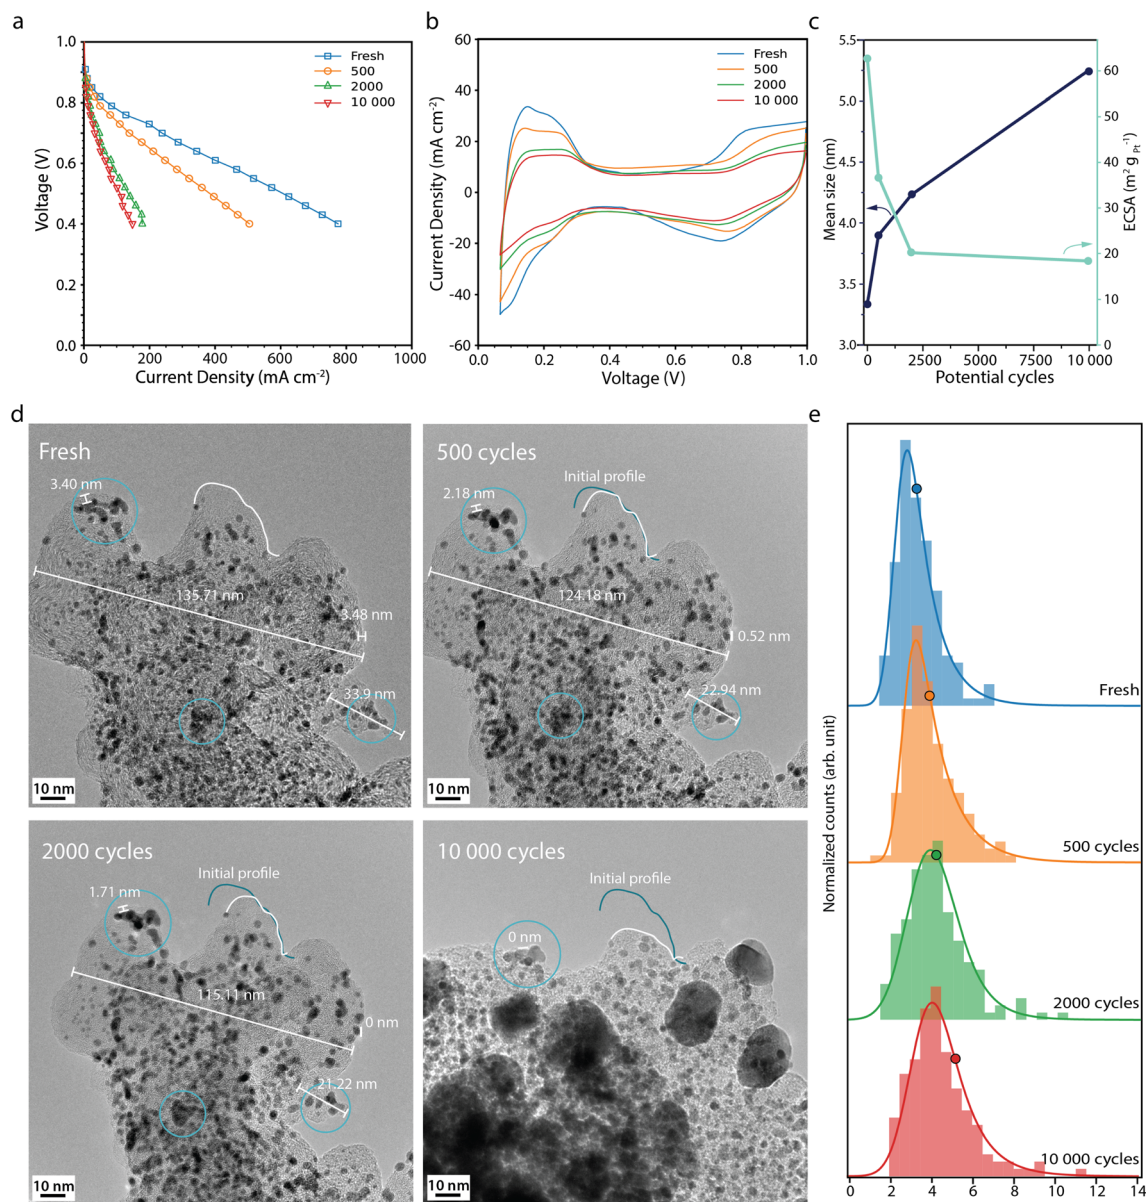 a
1.0
0.8
0.6
0.4
0.2
0.0
Voltage (V)
0
200
400
600
800
1000
Current Density (mA cm⁻²)
Fresh
500
2000
10 000
b
60
40
20
0
-20
-40
-60
Current Density (mA cm⁻²)
0.0
0.2
0.4
0.6
0.8
1.0
Voltage (V)
Fresh
500
2000
10 000
c
5.5
5.0
4.5
4.0
3.5
3.0
Mean size (nm)
60
50
40
30
20
10
0
ECSA (m² g Pt⁻¹)
0
2500
5000
7500
10 000
Potential cycles
d
Fresh
3.40 nm
135.71 nm
3.48 nm
33.9 nm
10 nm
500 cycles
Initial profile
2.18 nm
124.18 nm
0.52 nm
22.94 nm
10 nm
2000 cycles
Initial profile
1.71 nm
115.11 nm
0 nm
21.22 nm
10 nm
10 000 cycles
Initial profile
0 nm
10 nm
e
Normalized counts (arb. unit)
Fresh
500 cycles
2000 cycles
10 000 cycles
0
2
4
6
8
10
12
14